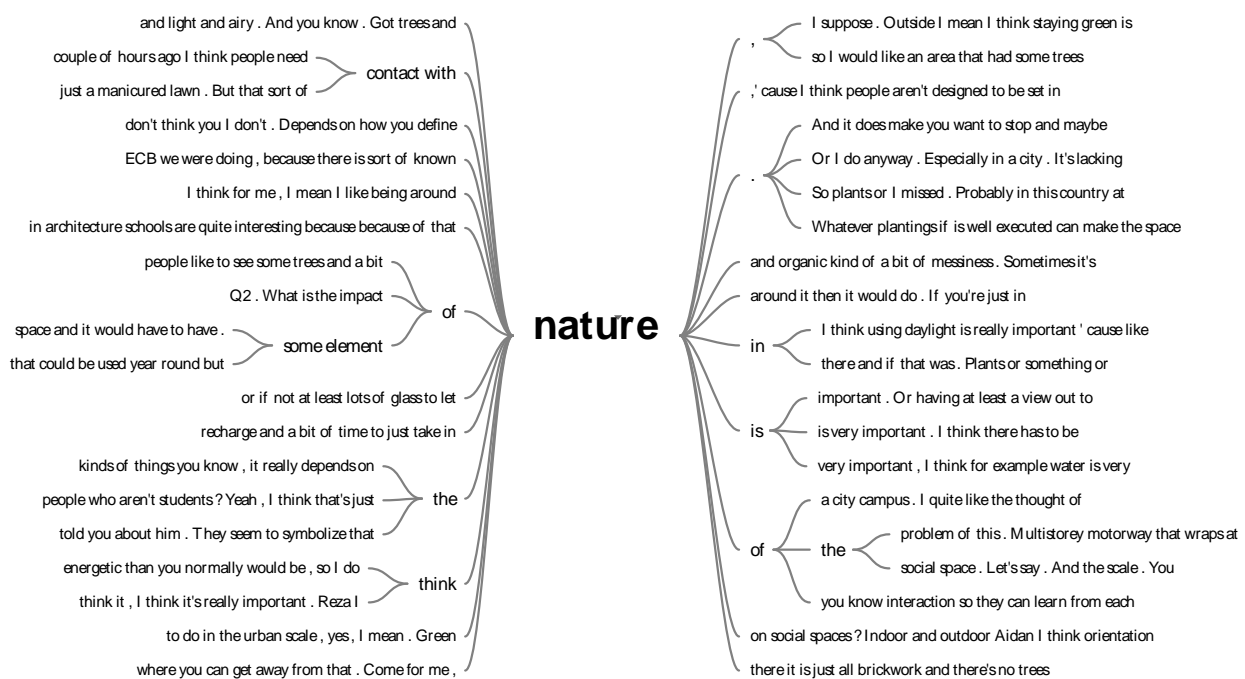 and light and airy . And you know . Got trees and
couple of hours ago I think people need
contact with
just a manicured lawn . But that sort of
don't think you I don't . Depends on how you define
ECB we were doing , because there is sort of known
I think for me , I mean I like being around
in architecture schools are quite interesting because because of that
people like to see some trees and a bit
Q2 . What is the impact
of
space and it would have to have .
some element
that could be used year round but
or if not at least lots of glass to let
recharge and a bit of time to just take in
kinds of things you know , it really depends on
people who aren't students ? Yeah , I think that's just
the
told you about him . They seem to symbolize that
energetic than you normally would be , so I do
think
think it , I think it's really important . Reza I
to do in the urban scale , yes , I mean . Green
where you can get away from that . Come for me ,
nature
I suppose . Outside I mean I think staying green is
,
so I would like an area that had some trees
,' cause I think people aren't designed to be set in
And it does make you want to stop and maybe
Or I do anyway . Especially in a city . It's lacking
.
So plants or I missed . Probably in this country at
Whatever plantings if is well executed can make the space
and organic kind of a bit of messiness . Sometimes it's
around it then it would do . If you're just in
I think using daylight is really important ' cause like
in
there and if that was . Plants or something or
important . Or having at least a view out to
is
is very important . I think there has to be
very important , I think for example water is very
a city campus . I quite like the thought of
problem of this . Multistorey motorway that wraps at
of
the
social space . Let's say . And the scale . You
you know interaction so they can learn from each
on social spaces ? Indoor and outdoor Aidan I think orientation
there it is just all brickwork and there's no trees